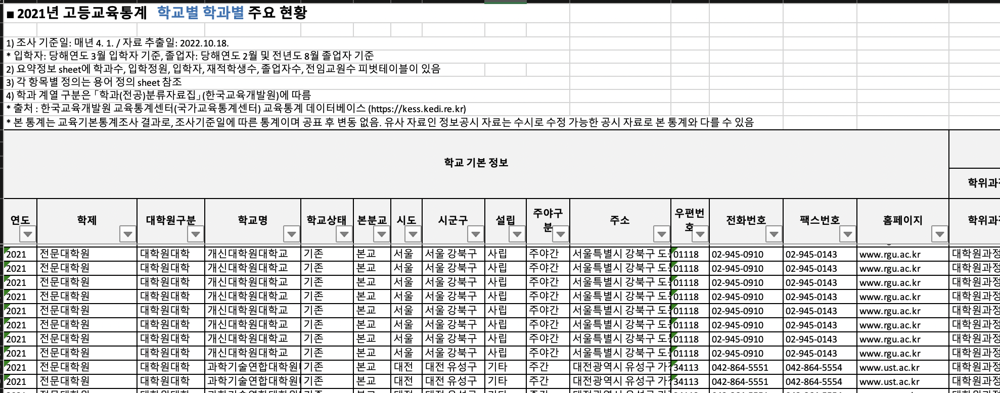 ■ 2021년 고등교육통계 학교별 학과별 주요 현황
1) 조사 기준일: 매년 4. 1. / 자료 추출일: 2022.10.18.
* 입학자: 당해연도 3월 입학자 기준, 졸업자: 당해연도 2월 및 전년도 8월 졸업자 기준
2) 요약정보 sheet에 학과수, 입학정원, 입학자, 재적학생수, 졸업자수, 전임교원수 피벗테이블이 있음
3) 각 항목별 정의는 용어 정의 sheet 참조
4) 학과 계열 구분은 「학과(전공)분류자료집」(한국교육개발원)에 따름
* 출처 : 한국교육개발원 교육통계센터(국가교육통계센터) 교육통계 데이터베이스 (https://kess.kedi.re.kr)
* 본 통계는 교육기본통계조사 결과로, 조사기준일에 따른 통계이며 공표 후 변동 없음. 유사 자료인 정보공시 자료는 수시로 수정 가능한 공시 자료로 본 통계와 다를 수 있음
학교 기본 정보
학위과
연도 학제 대학원구분 학교명 학교상태 본분교 시도 시군구 설립 주야구분 주소 우편번호 전화번호 팩스번호 홈페이지 학위과
2021 전문대학원 대학원대학 개신대학원대학교 기존 본교 서울 서울 강북구 사립 주야간 서울특별시 강북구 도 01118 02-945-0910 02-945-0143 www.rgu.ac.kr 대학원과정
2021 전문대학원 대학원대학 개신대학원대학교 기존 본교 서울 서울 강북구 사립 주야간 서울특별시 강북구 도 01118 02-945-0910 02-945-0143 www.rgu.ac.kr 대학원과정
2021 전문대학원 대학원대학 개신대학원대학교 기존 본교 서울 서울 강북구 사립 주야간 서울특별시 강북구 도 01118 02-945-0910 02-945-0143 www.rgu.ac.kr 대학원과정
2021 전문대학원 대학원대학 개신대학원대학교 기존 본교 서울 서울 강북구 사립 주야간 서울특별시 강북구 도 01118 02-945-0910 02-945-0143 www.rgu.ac.kr 대학원과정
2021 전문대학원 대학원대학 개신대학원대학교 기존 본교 서울 서울 강북구 사립 주야간 서울특별시 강북구 도 01118 02-945-0910 02-945-0143 www.rgu.ac.kr 대학원과정
2021 전문대학원 대학원대학 개신대학원대학교 기존 본교 서울 서울 강북구 사립 주야간 서울특별시 강북구 도 01118 02-945-0910 02-945-0143 www.rgu.ac.kr 대학원과정
2021 전문대학원 대학원대학 개신대학원대학교 기존 본교 서울 서울 강북구 사립 주야간 서울특별시 강북구 도 01118 02-945-0910 02-945-0143 www.rgu.ac.kr 대학원과정
2021 전문대학원 대학원대학 개신대학원대학교 기존 본교 서울 서울 강북구 사립 주야간 서울특별시 강북구 도 01118 02-945-0910 02-945-0143 www.rgu.ac.kr 대학원과정
2021 전문대학원 대학원대학 과학기술연합대학원 기존 본교 대전 대전 유성구 기타 주간 대전광역시 유성구 가 34113 042-864-5551 042-864-5554 www.ust.ac.kr 대학원과정
2021 전문대학원 대학원대학 과학기술연합대학원 기존 본교 대전 대전 유성구 기타 주간 대전광역시 유성구 가 34113 042-864-5551 042-864-5554 www.ust.ac.kr 대학원과정